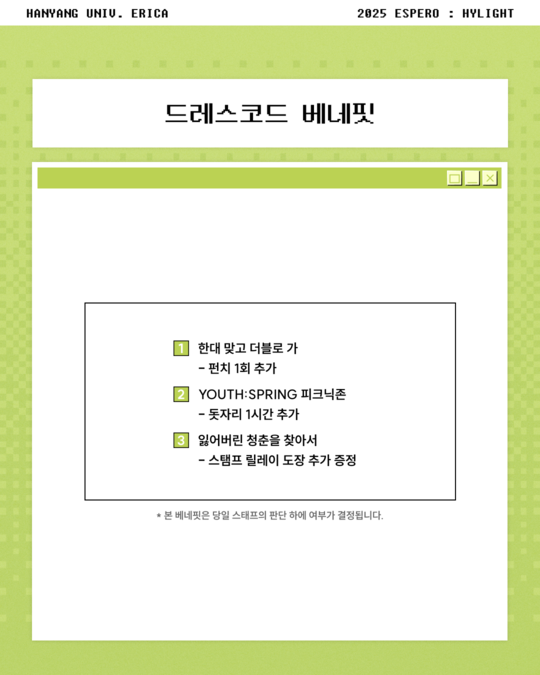 HANYANG UNIV. ERICA
2025 ESPERO : HYLIGHT
드레스코드 베네핏
1 한대 맞고 더블로 가
- 펀치 1회 추가
2 YOUTH:SPRING 피크닉존
- 돗자리 1시간 추가
3 잃어버린 청춘을 찾아서
- 스탬프 릴레이 도장 추가 증정
* 본 베네핏은 당일 스태프의 판단 하에 여부가 결정됩니다.